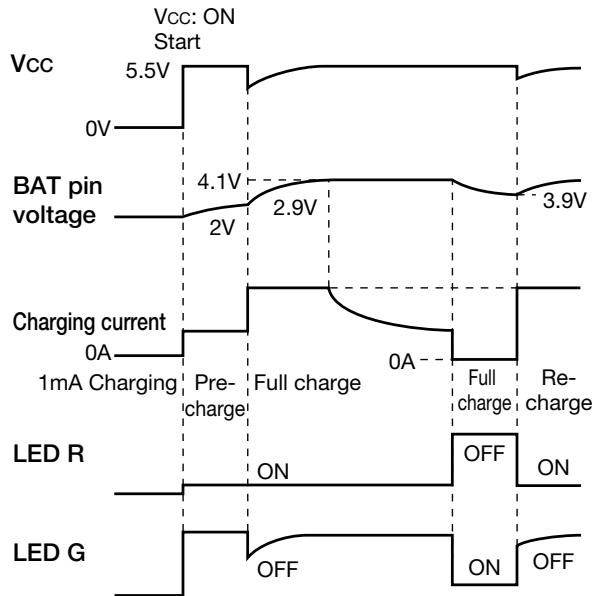 Vcc: ON
Start
Vcc
5.5V
0V
BAT pin
voltage
4.1V
2V
2.9V
3.9V
Charging current
0A
0A
1mA Charging
Pre-
charge
Full charge
Full
charge
Re-
charge
LED R
ON
OFF
ON
LED G
OFF
ON
OFF